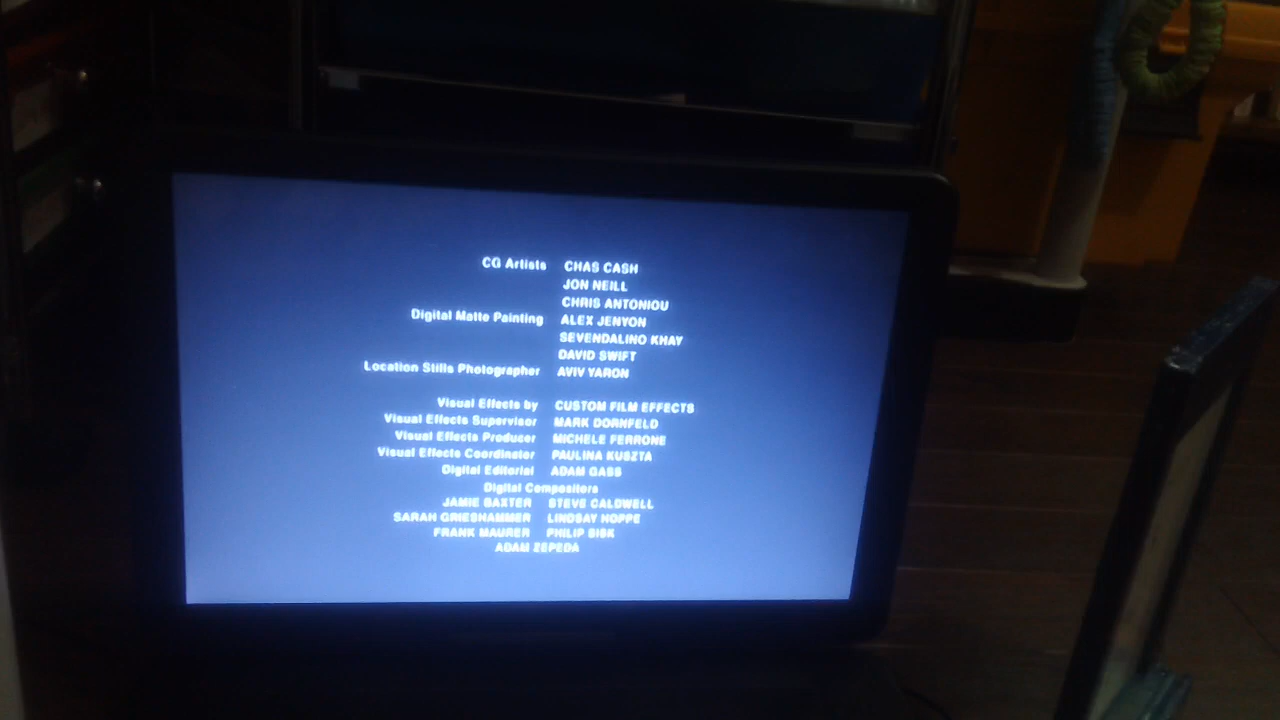 CG Artists CHAS CASH
JON NEILL
CHRIS ANTONIOU
Digital Matte Painting ALEX JENYON
SEVENDALINO KHAY
DAVID SWIFT
Location Stills Photographer AVIV YARON
Visual Effects by CUSTOM FILM EFFECTS
Visual Effects Supervisor MARK DORNFELD
Visual Effects Producer MICHELE FERRONE
Visual Effects Coordinator PAULINA KUSZTA
Digital Editorial ADAM GASS
Digital Compositors
JAMIE BAXTER STEVE CALDWELL
SARAH GRIESHAMMER LINDSAY HOPPE
FRANK MAURER PHILIP SISK
ADAM ZEPEDA